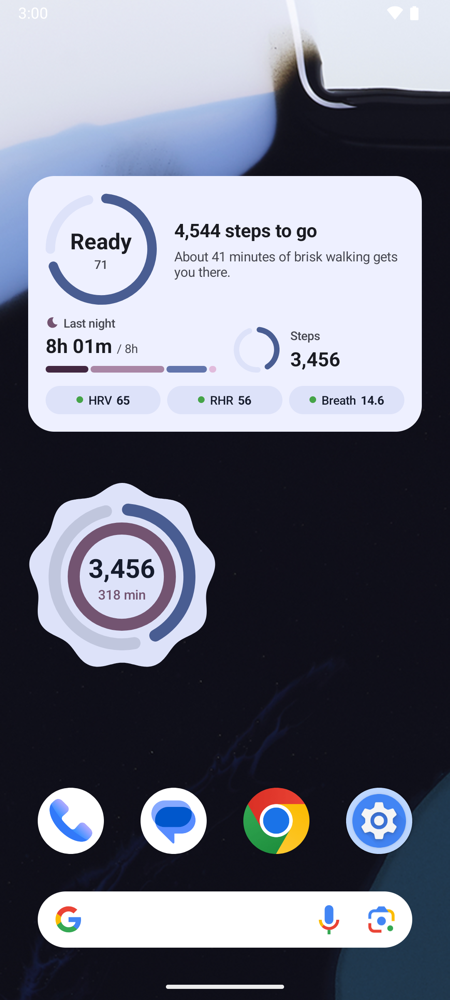 3:00
Ready
71
4,544 steps to go
About 41 minutes of brisk walking gets
you there.
Last night
8h 01m / 8h
Steps
3,456
HRV 65
RHR 56
Breath 14.6
3,456
318 min